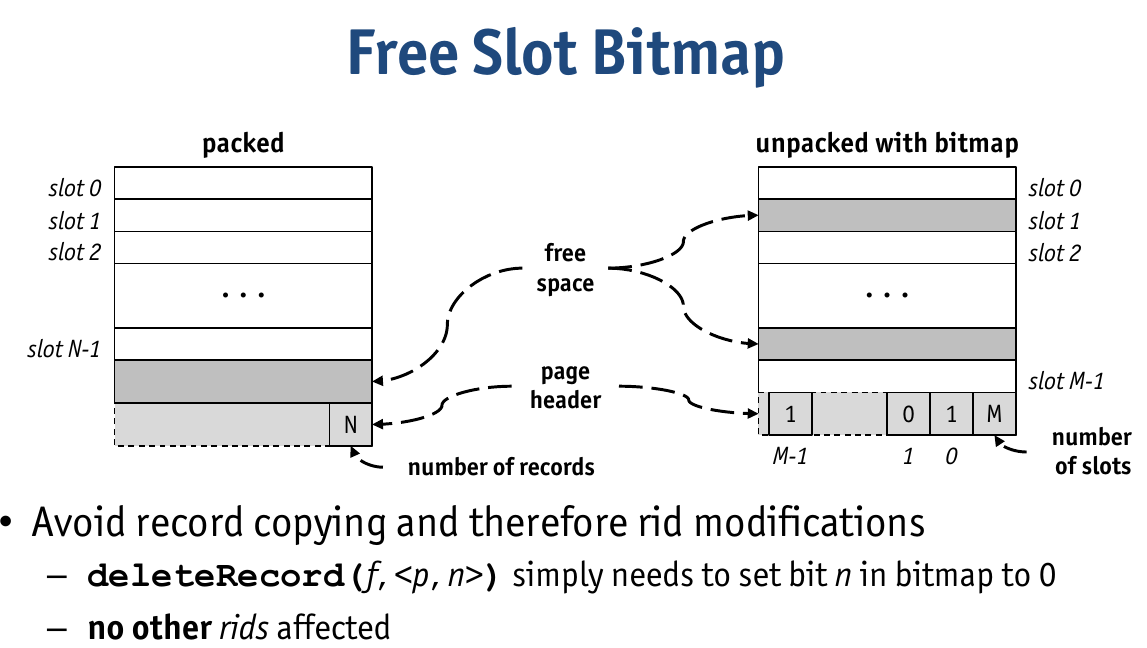 Free Slot Bitmap
packed
slot 0
slot 1
slot 2
. . .
slot N-1
N
number of records
free
space
page
header
unpacked with bitmap
slot 0
slot 1
slot 2
. . .
slot M-1
1
0
1
M
M-1
1
0
number
of slots
• Avoid record copying and therefore rid modifications
– deleteRecord(f, <p, n>) simply needs to set bit n in bitmap to 0
– no other rids affected